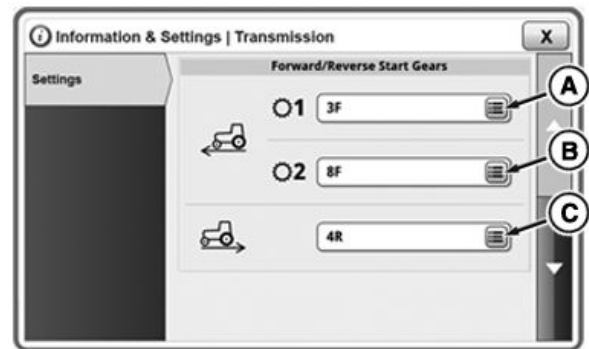 Information & Settings | Transmission X
Settings
Forward/Reverse Start Gears
1 3F
2 8F
4R
A
B
C